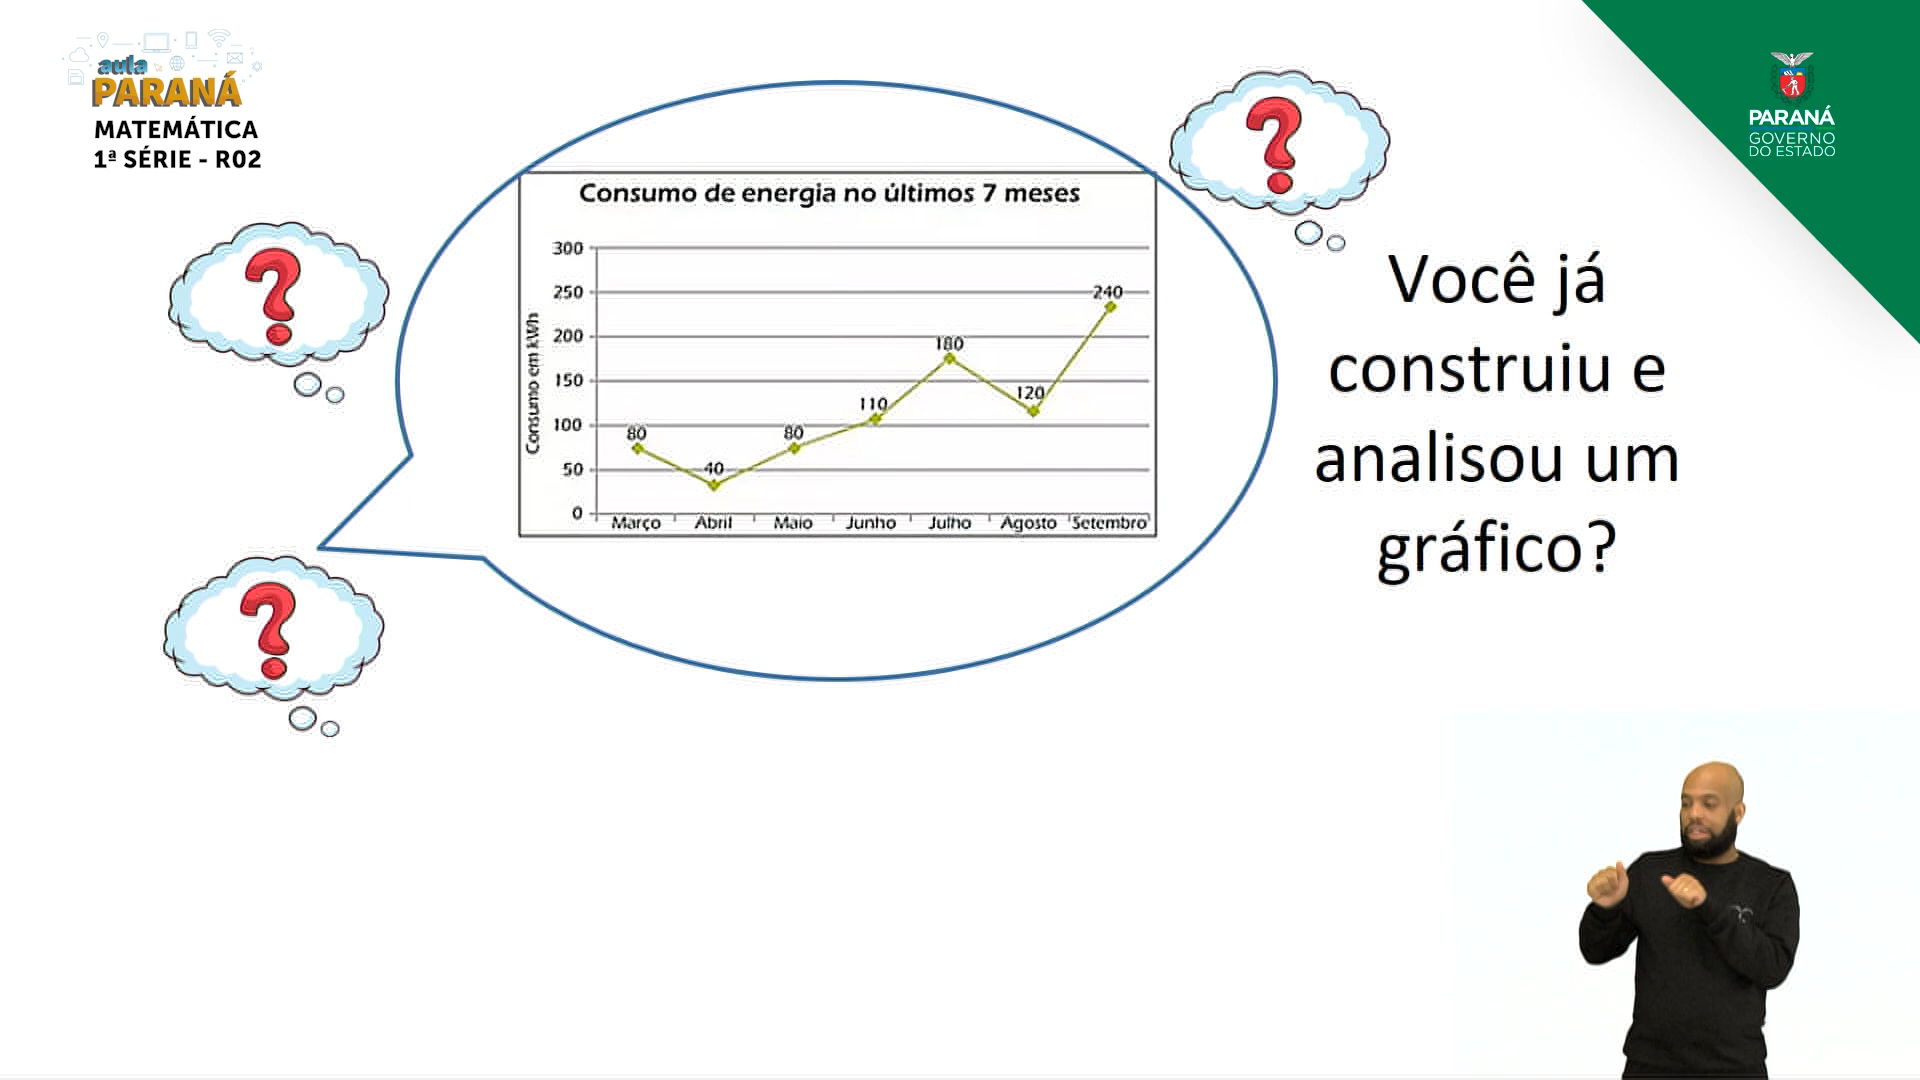 aula
PARANÁ
MATEMÁTICA
1ª SÉRIE - R02
PARANÁ
GOVERNO
DO ESTADO
?
?
?
Consumo de energia no últimos 7 meses
Consumo em kWh
300
250
200
150
100
50
0
80
40
80
110
180
120
240
Março Abril Maio Junho Julho Agosto Setembro
Você já
construiu e
analisou um
gráfico?